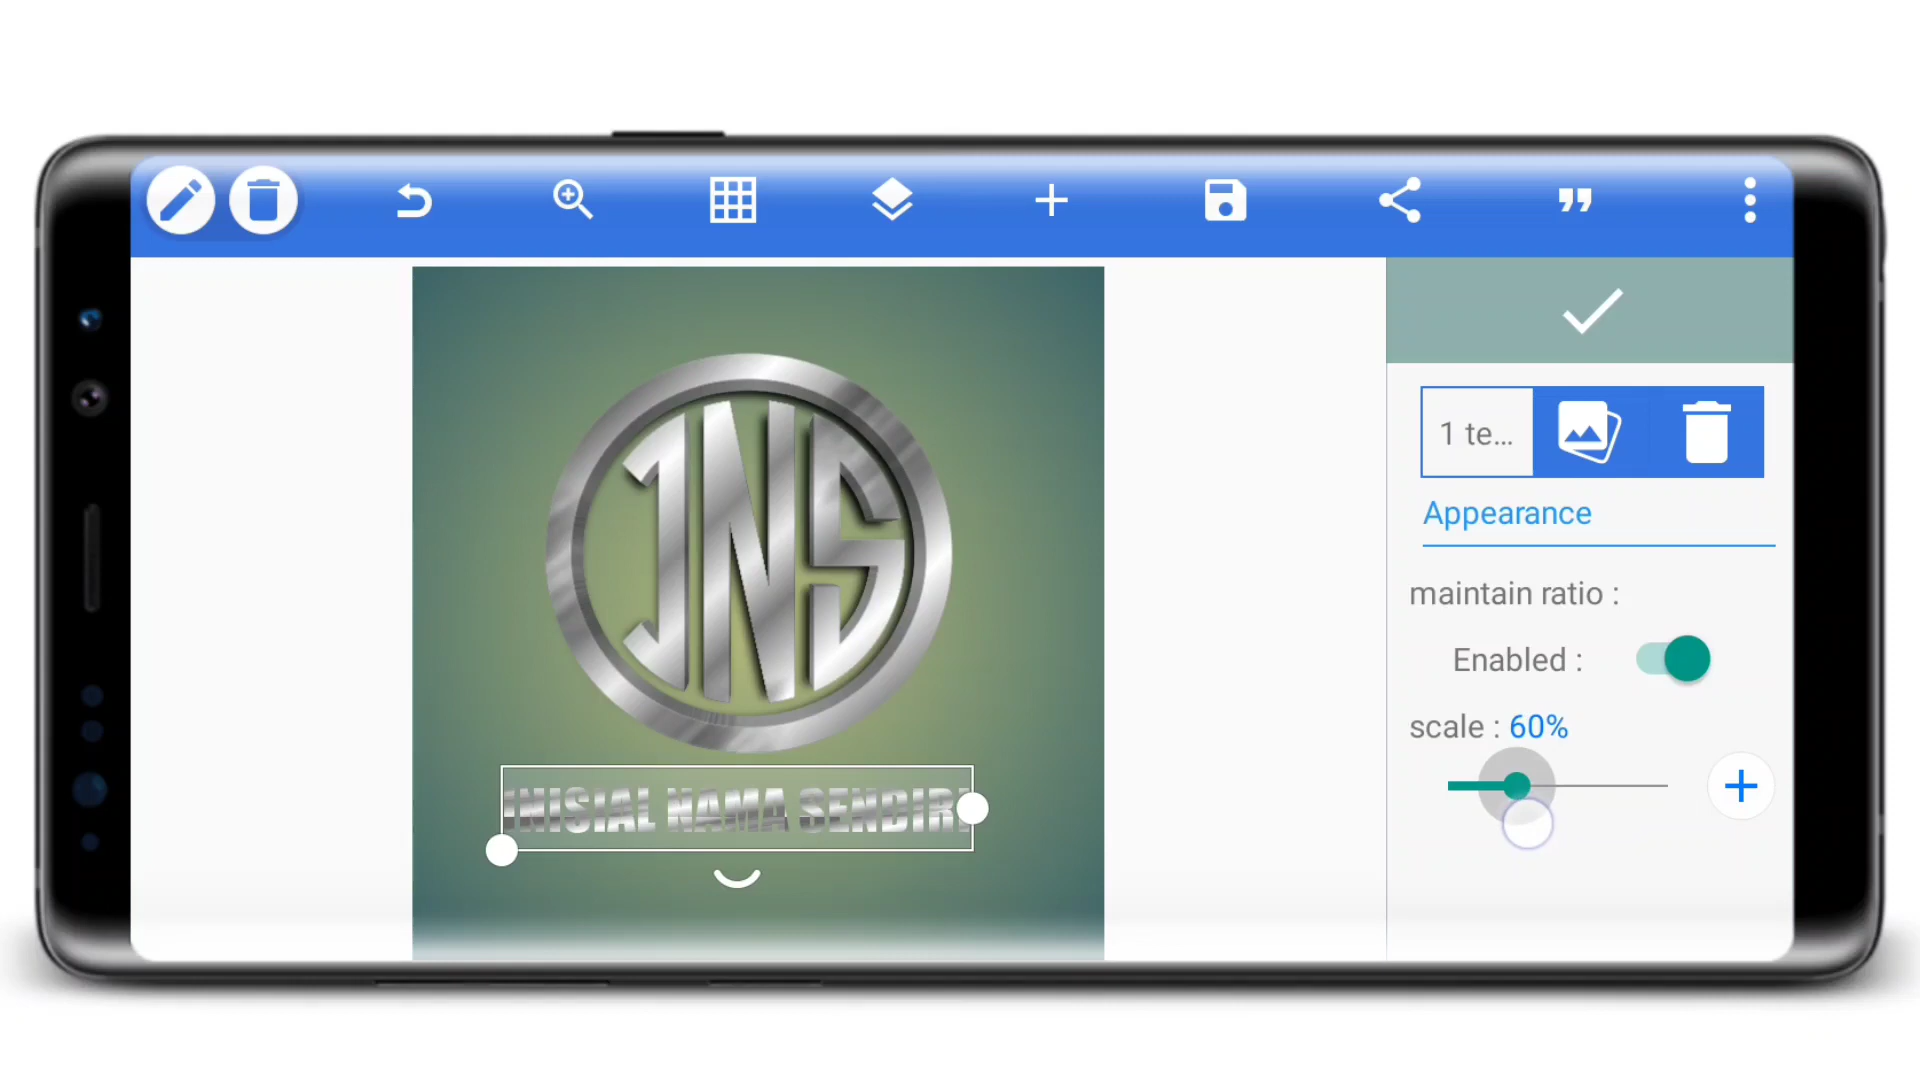 JNS
INISIAL NAMA SENDIRI
1 te...
Appearance
maintain ratio :
Enabled :
scale : 60%